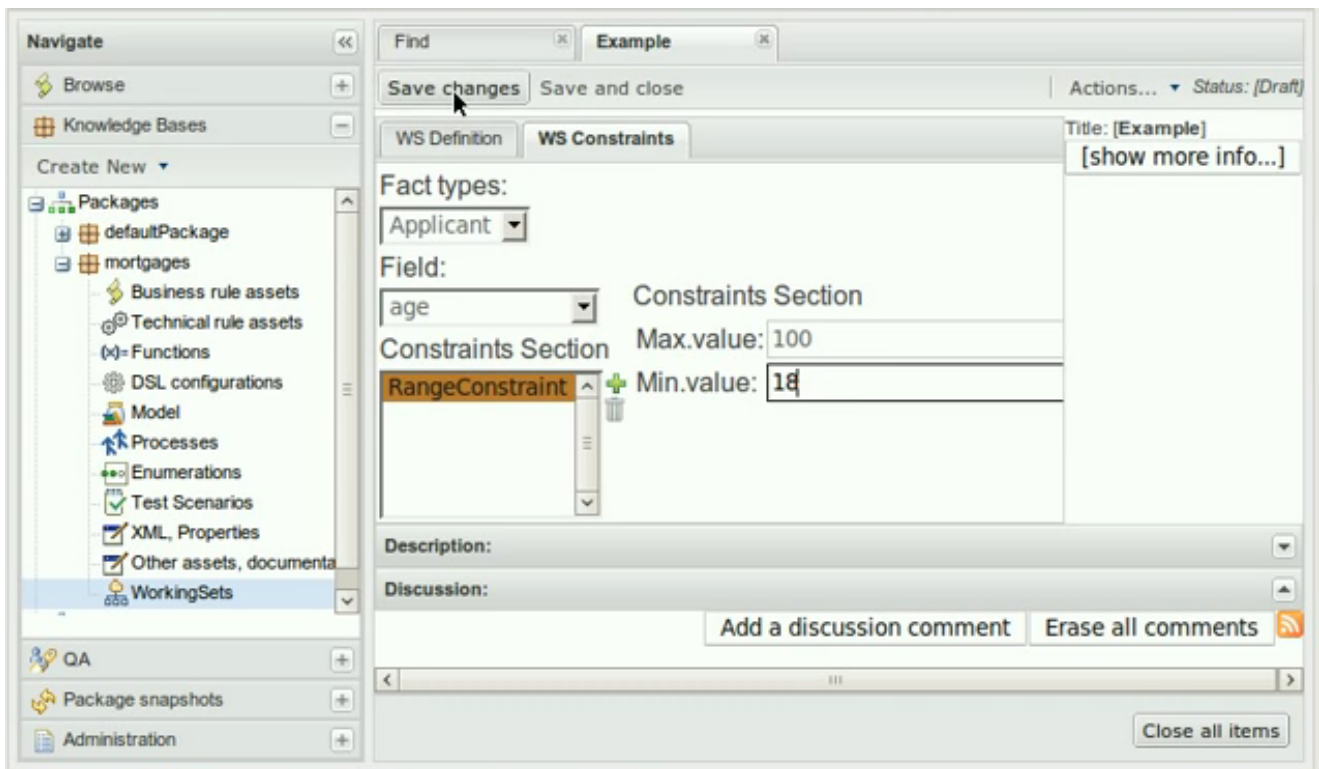 Navigate
Browse
Knowledge Bases
Create New
Packages
defaultPackage
mortgages
Business rule assets
Technical rule assets
(x)= Functions
DSL configurations
Model
Processes
Enumerations
Test Scenarios
XML, Properties
Other assets, documenta
WorkingSets
QA
Package snapshots
Administration
Find
Example
Save changes
Save and close
Actions...
Status: [Draft]
WS Definition
WS Constraints
Title: [Example]
[show more info...]
Fact types:
Applicant
Field:
age
Constraints Section
RangeConstraint
Constraints Section
Max.value: 100
Min.value: 18
Description:
Discussion:
Add a discussion comment
Erase all comments
Close all items